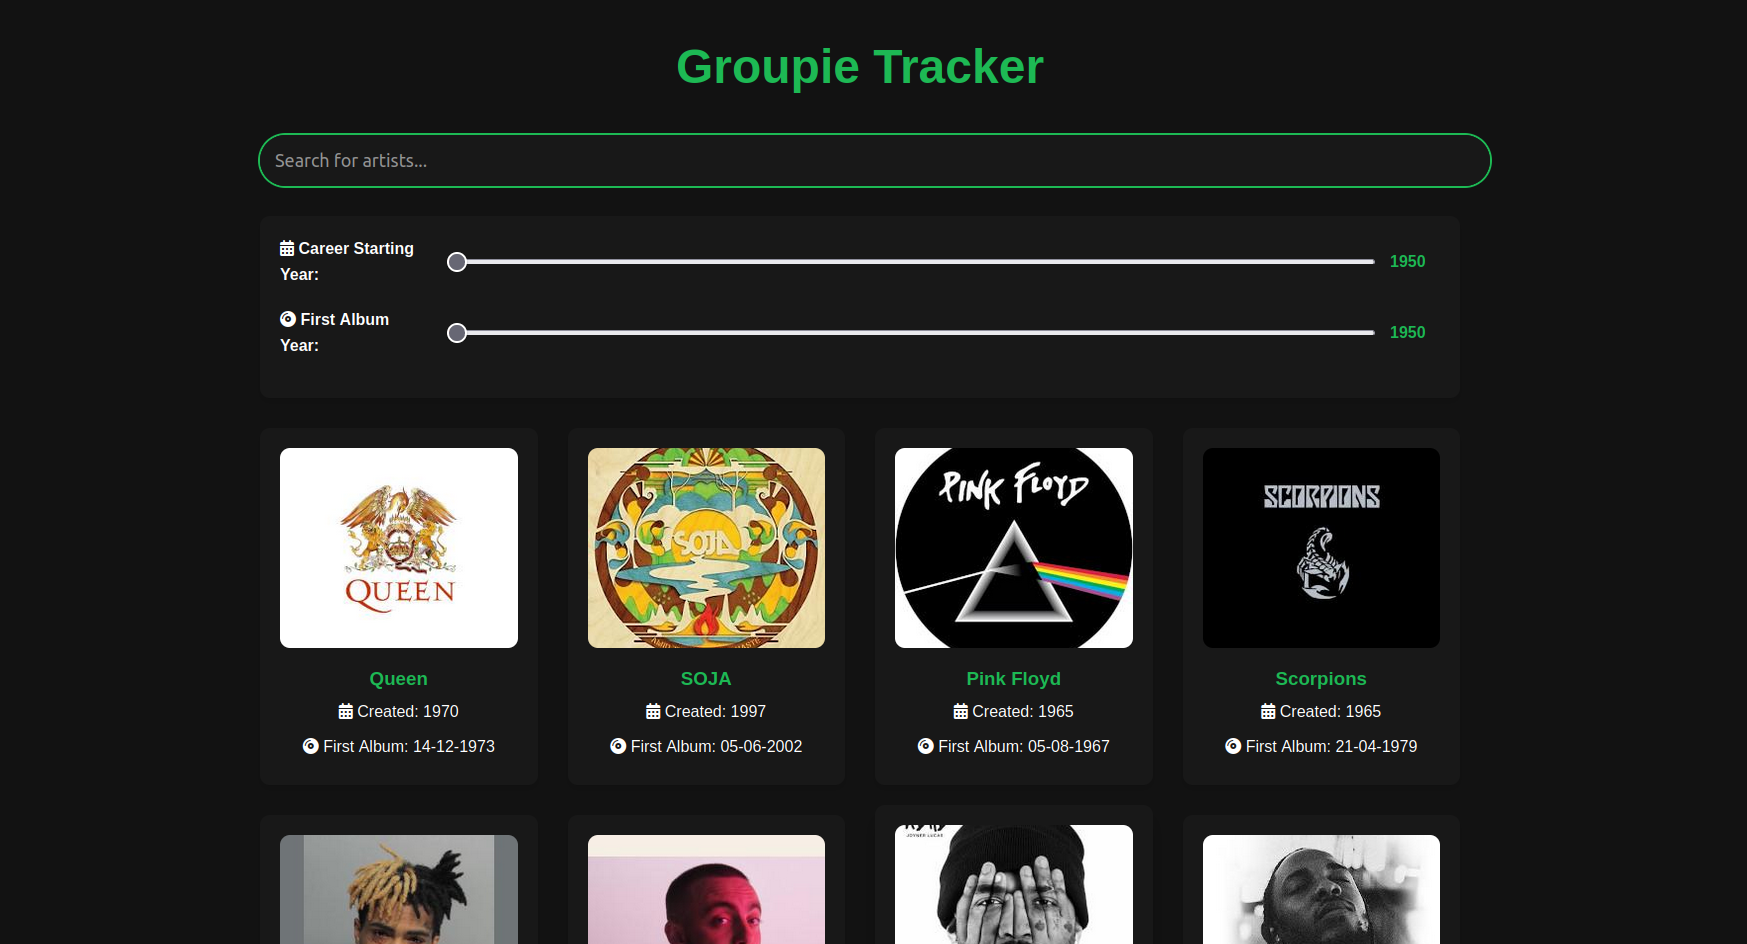 Groupie Tracker
Search for artists...
Career Starting
Year:
1950
First Album
Year:
1950
QUEEN
SOJA
PINK FLOYD
SCORPIONS
Queen
SOJA
Pink Floyd
Scorpions
Created: 1970
Created: 1997
Created: 1965
Created: 1965
First Album: 14-12-1973
First Album: 05-06-2002
First Album: 05-08-1967
First Album: 21-04-1979
JOYNER LUCAS